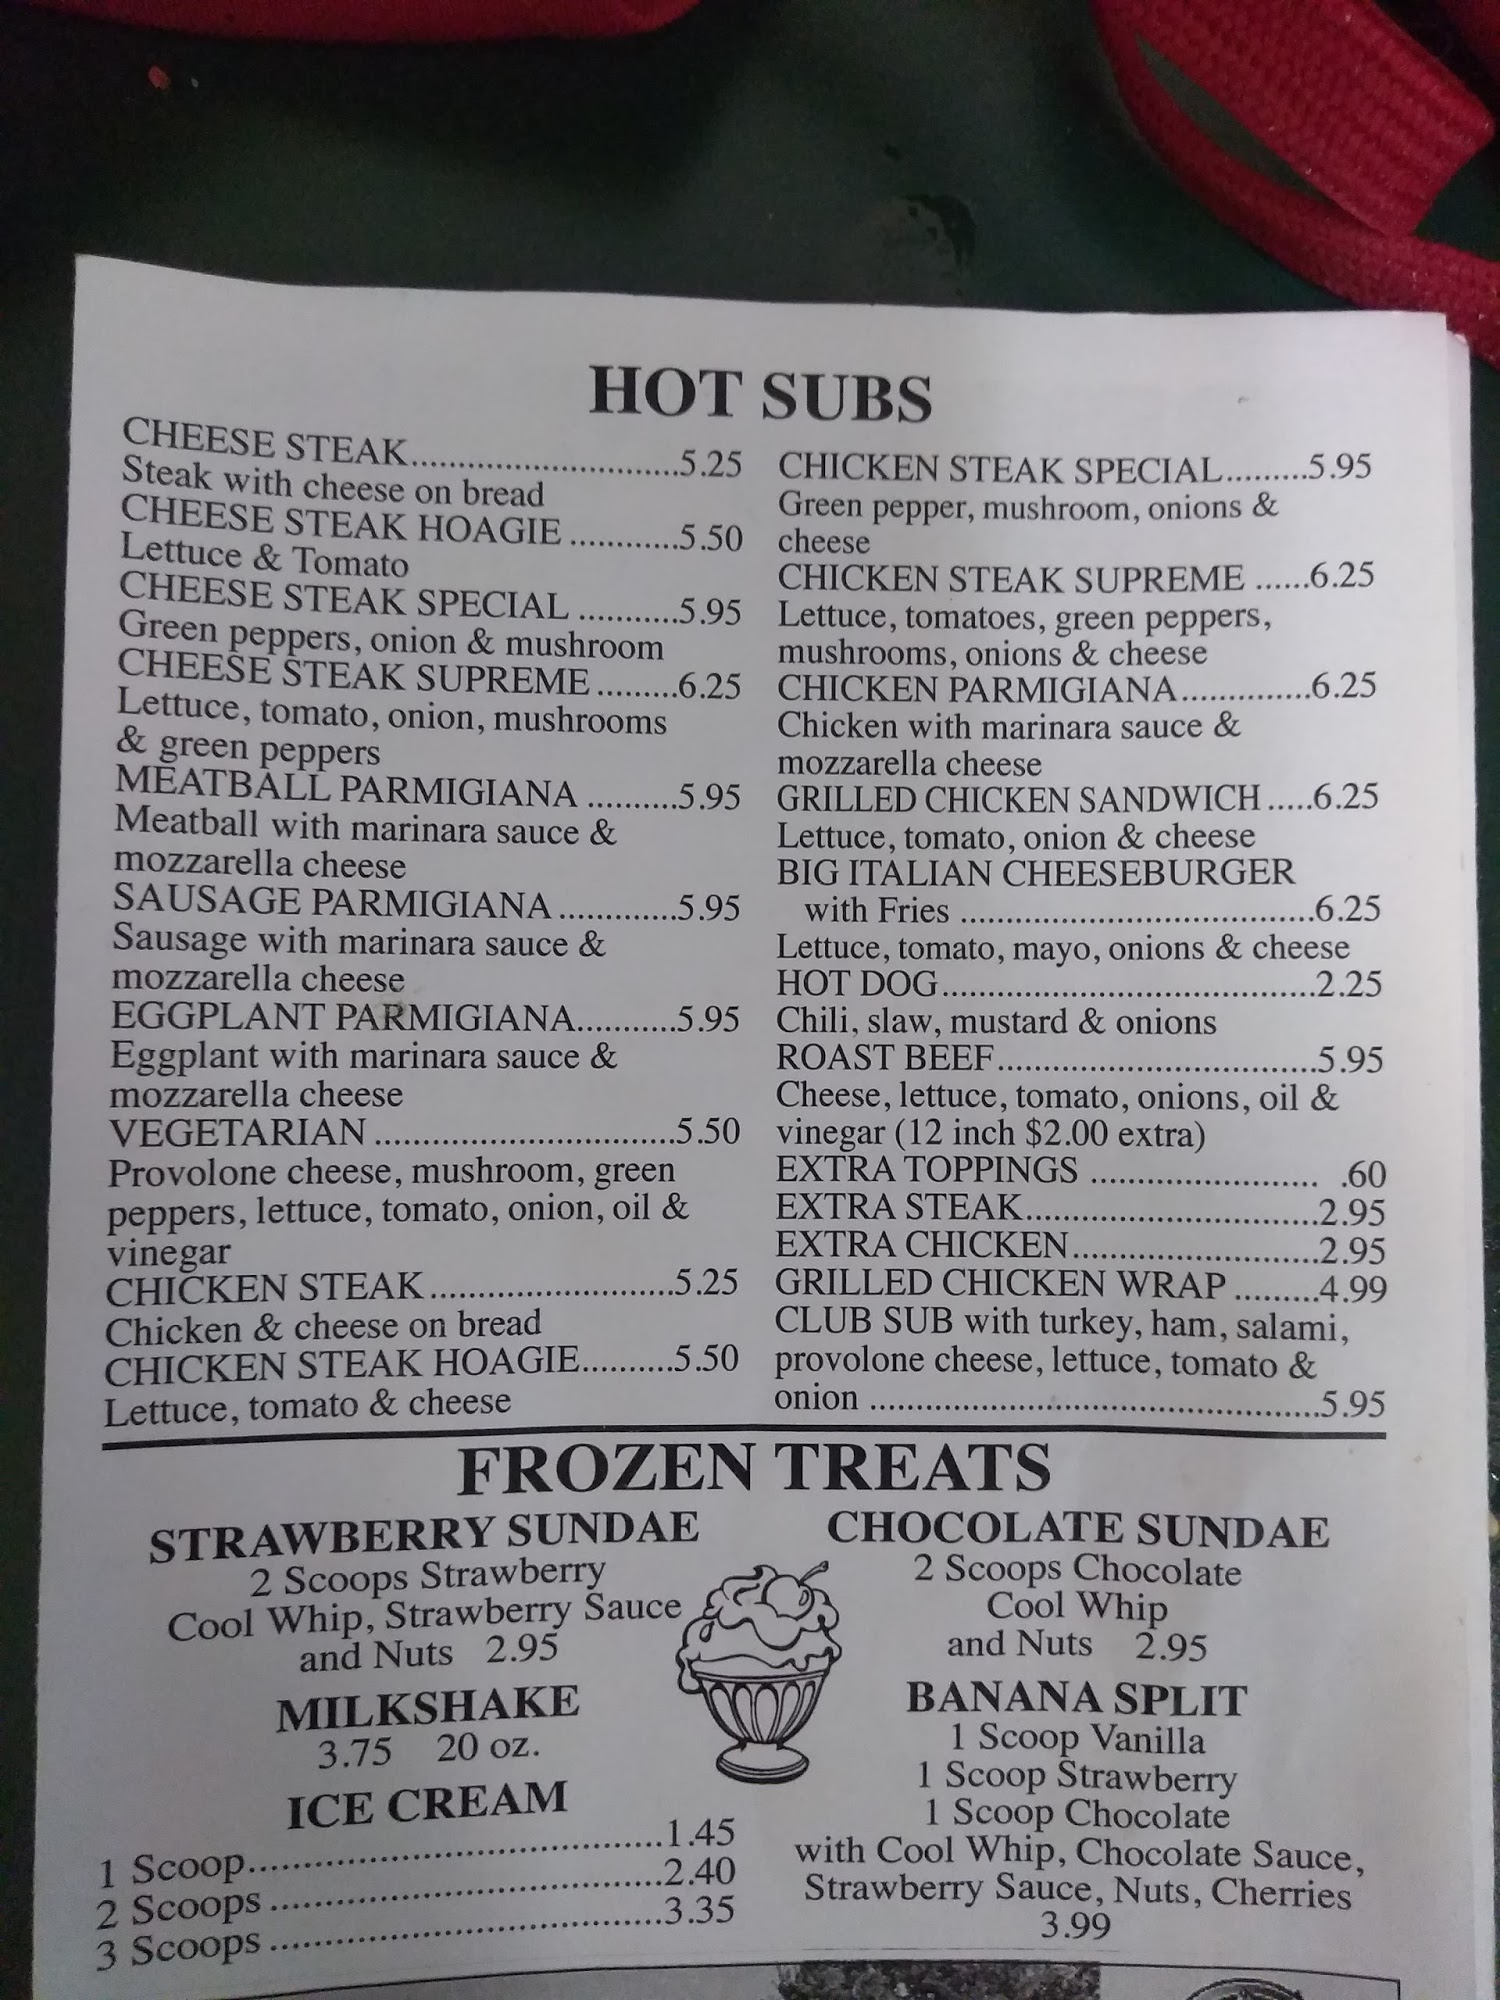 HOT SUBS
CHEESE STEAK............................5.25
Steak with cheese on bread
CHEESE STEAK HOAGIE ............5.50
Lettuce & Tomato
CHEESE STEAK SPECIAL ...........5.95
Green peppers, onion & mushroom
CHEESE STEAK SUPREME .........6.25
Lettuce, tomato, onion, mushrooms
& green peppers
MEATBALL PARMIGIANA ..........5.95
Meatball with marinara sauce &
mozzarella cheese
SAUSAGE PARMIGIANA .............5.95
Sausage with marinara sauce &
mozzarella cheese
EGGPLANT PARMIGIANA...........5.95
Eggplant with marinara sauce &
mozzarella cheese
VEGETARIAN ................................5.50
Provolone cheese, mushroom, green
peppers, lettuce, tomato, onion, oil &
vinegar
CHICKEN STEAK..........................5.25
Chicken & cheese on bread
CHICKEN STEAK HOAGIE..........5.50
Lettuce, tomato & cheese
CHICKEN STEAK SPECIAL.........5.95
Green pepper, mushroom, onions &
cheese
CHICKEN STEAK SUPREME ......6.25
Lettuce, tomatoes, green peppers,
mushrooms, onions & cheese
CHICKEN PARMIGIANA..............6.25
Chicken with marinara sauce &
mozzarella cheese
GRILLED CHICKEN SANDWICH.....6.25
Lettuce, tomato, onion & cheese
BIG ITALIAN CHEESEBURGER
with Fries ......................................6.25
Lettuce, tomato, mayo, onions & cheese
HOT DOG........................................2.25
Chili, slaw, mustard & onions
ROAST BEEF..................................5.95
Cheese, lettuce, tomato, onions, oil &
vinegar (12 inch $2.00 extra)
EXTRA TOPPINGS ........................ .60
EXTRA STEAK...............................2.95
EXTRA CHICKEN..........................2.95
GRILLED CHICKEN WRAP .........4.99
CLUB SUB with turkey, ham, salami,
provolone cheese, lettuce, tomato &
onion ................................................5.95
FROZEN TREATS
STRAWBERRY SUNDAE
2 Scoops Strawberry
Cool Whip, Strawberry Sauce
and Nuts 2.95
MILKSHAKE
3.75 20 oz.
ICE CREAM
1 Scoop............................................1.45
2 Scoops..........................................2.40
3 Scoops..........................................3.35
CHOCOLATE SUNDAE
2 Scoops Chocolate
Cool Whip
and Nuts 2.95
BANANA SPLIT
1 Scoop Vanilla
1 Scoop Strawberry
1 Scoop Chocolate
with Cool Whip, Chocolate Sauce,
Strawberry Sauce, Nuts, Cherries
3.99